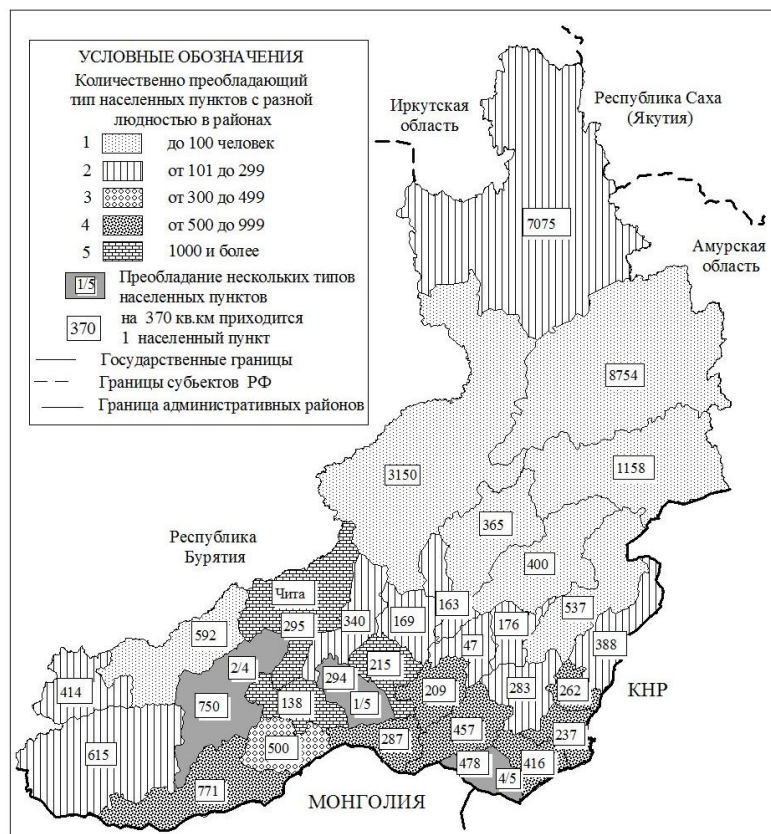 УСЛОВНЫЕ ОБОЗНАЧЕНИЯ
Количественно преобладающий
тип населенных пунктов с разной
людностью в районах
1 до 100 человек
2 от 101 до 299
3 от 300 до 499
4 от 500 до 999
5 1000 и более
1/5 Преобладание нескольких типов
населенных пунктов
370 на 370 кв.км приходится
1 населенный пункт
Государственные границы
Границы субъектов РФ
Граница административных районов
Иркутская
область
Республика Саха
(Якутия)
Амурская
область
7075
8754
1158
3150
365
400
Республика
Бурятия
Чита
295
340
169
163
176
537
592
47
388
2/4
294
215
283
414
750
138
1/5
209
262
КНР
615
500
287
457
237
771
478
4/5
416
МОНГОЛИЯ